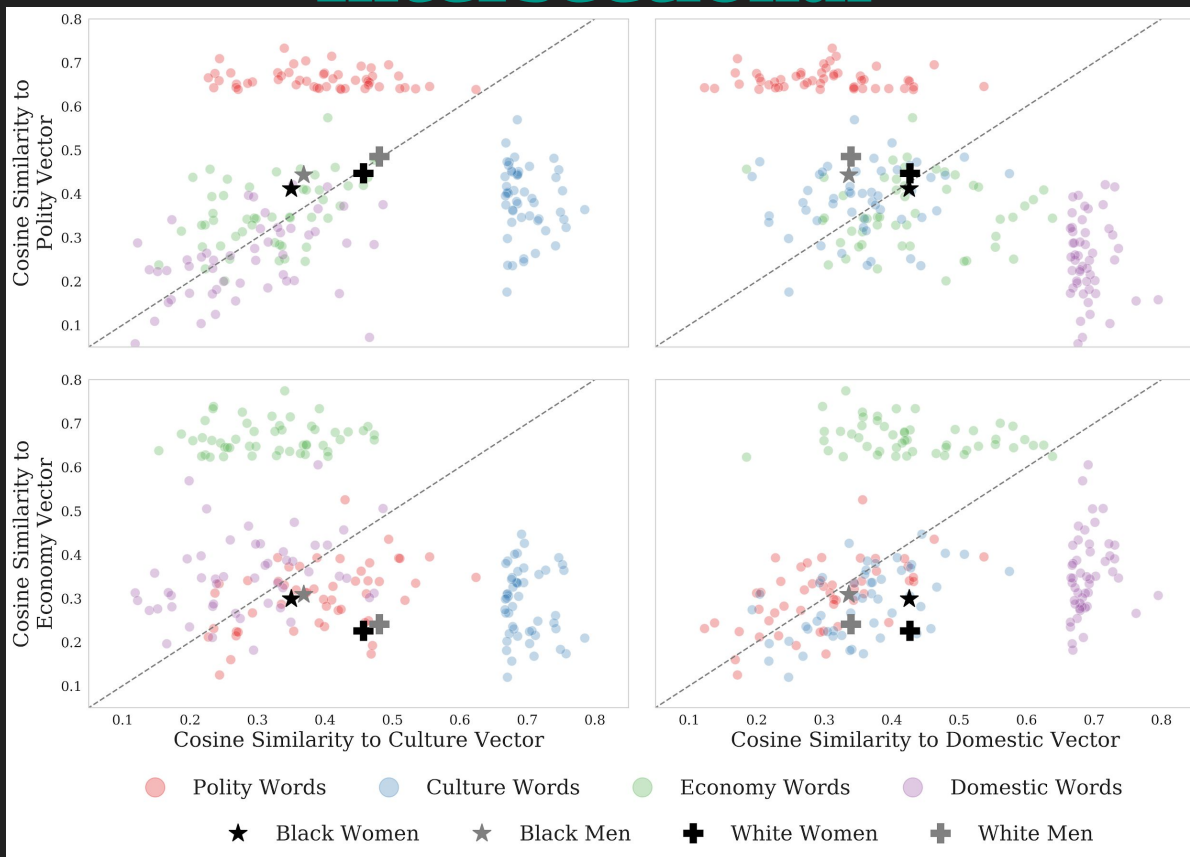 0.8
0.7
0.6
0.5
0.4
0.3
0.2
0.1
Cosine Similarity to
Polity Vector
0.8
0.7
0.6
0.5
0.4
0.3
0.2
0.1
Cosine Similarity to
Economy Vector
0.1 0.2 0.3 0.4 0.5 0.6 0.7 0.8
0.1 0.2 0.3 0.4 0.5 0.6 0.7 0.8
Cosine Similarity to Culture Vector
Cosine Similarity to Domestic Vector
Polity Words Culture Words Economy Words Domestic Words
Black Women Black Men White Women White Men